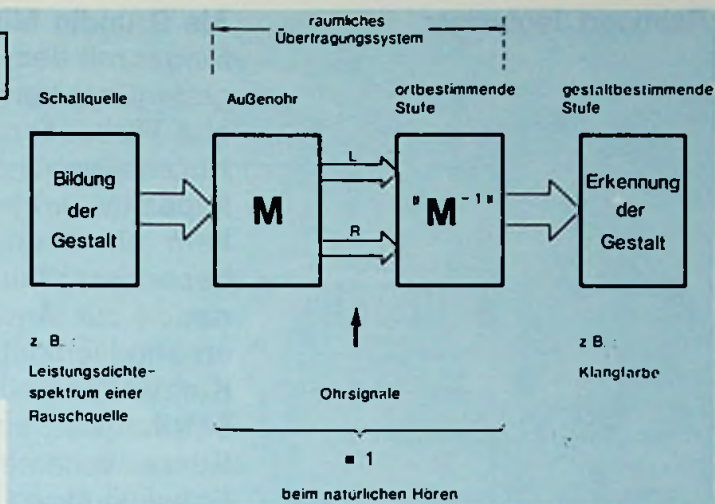 räumliches
Übertragungssystem
Schallquelle
Außenohr
ortbestimmende
Stufe
gestaltbestimmende
Stufe
Bildung
der
Gestalt
M
L
R
"M⁻¹"
Erkennung
der
Gestalt
z B. :
Leistungsdichte-
spektrum einer
Rauschquelle
Ohrsignale
z B. :
Klangfarbe
= 1
beim natürlichen Hören